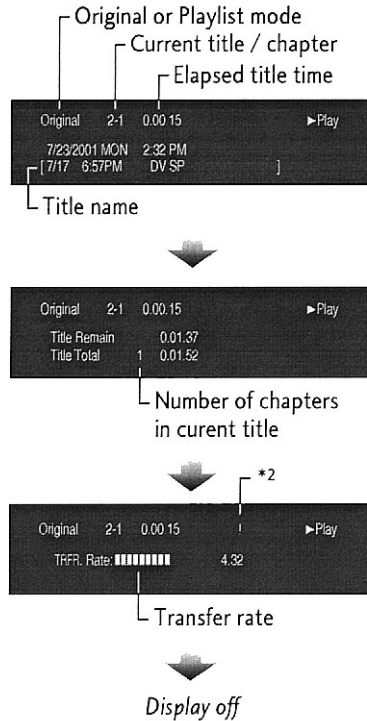 Original or Playlist mode
Current title / chapter
Elapsed title time
Original 2-1 0.00 15 ►Play
7/23/2001 MON 2:32 PM
[ 7/17 6:57PM DV SP ]
Title name
Original 2-1 0.00.15 ►Play
Title Remain 0.01.37
Title Total 1 0.01.52
Number of chapters
in curent title
*2
Original 2-1 0.00 15 ! ►Play
TRFR. Rate: 4.32
Transfer rate
Display off